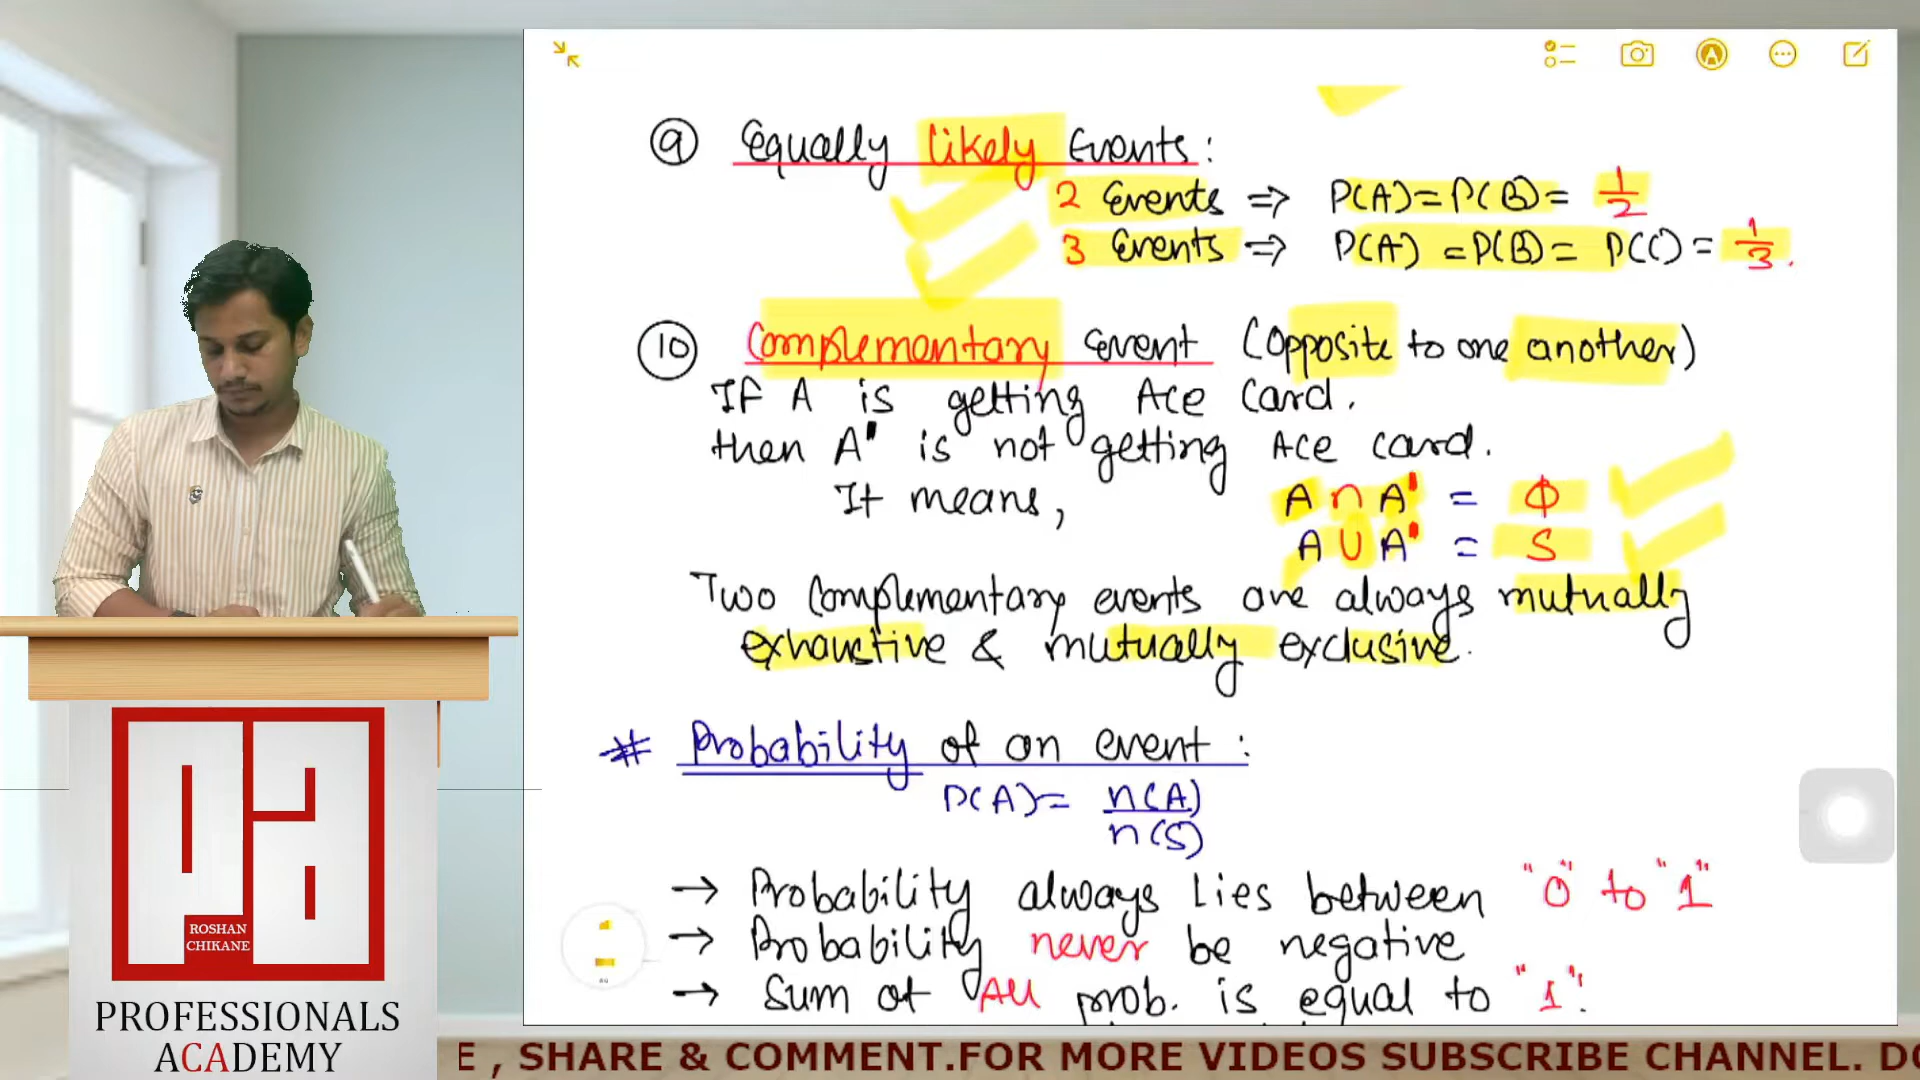 ⑨ Equally likely Events :
2 Events ⇒ P(A) = P(B) = 1/2
3 Events ⇒ P(A) = P(B) = P(C) = 1/3.
⑩ Complementary Event (opposite to one another)
If A is getting Ace Card.
then A' is not getting Ace card.
It means, A ∩ A' = Φ
A ∪ A' = S
Two Complementary events are always mutually
exhaustive & mutually exclusive.
# Probability of an event :
P(A) = n(A)/n(S)
→ Probability always lies between "0" to "1"
→ Probability never be negative
→ Sum of All prob. is equal to "1".
ROSHAN
CHIKANE
PROFESSIONALS
ACADEMY
E , SHARE & COMMENT.FOR MORE VIDEOS SUBSCRIBE CHANNEL. DO